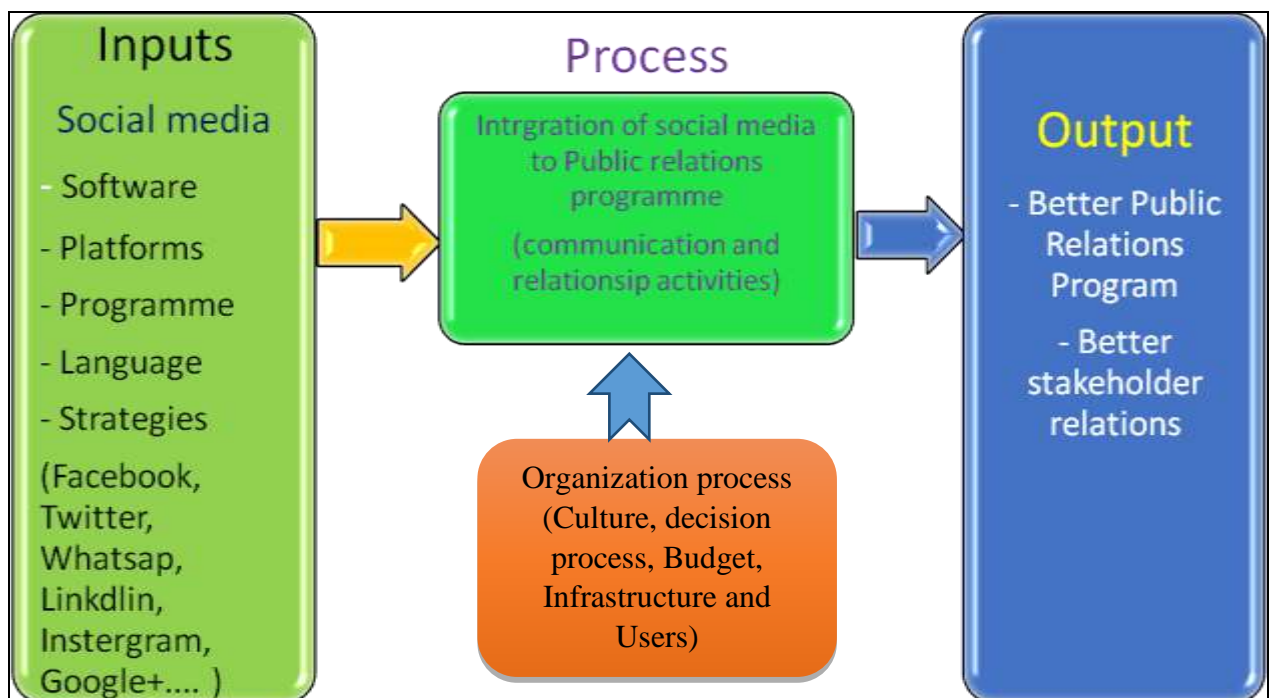 Inputs
Social media
- Software
- Platforms
- Programme
- Language
- Strategies
(Facebook,
Twitter,
Whatsap,
Linkdlin,
Instergram,
Google+.... )
Process
Intrgration of social media
to Public relations
programme
(communication and
relationsip activities)
Organization process
(Culture, decision
process, Budget,
Infrastructure and
Users)
Output
- Better Public
Relations
Program
- Better
stakeholder
relations